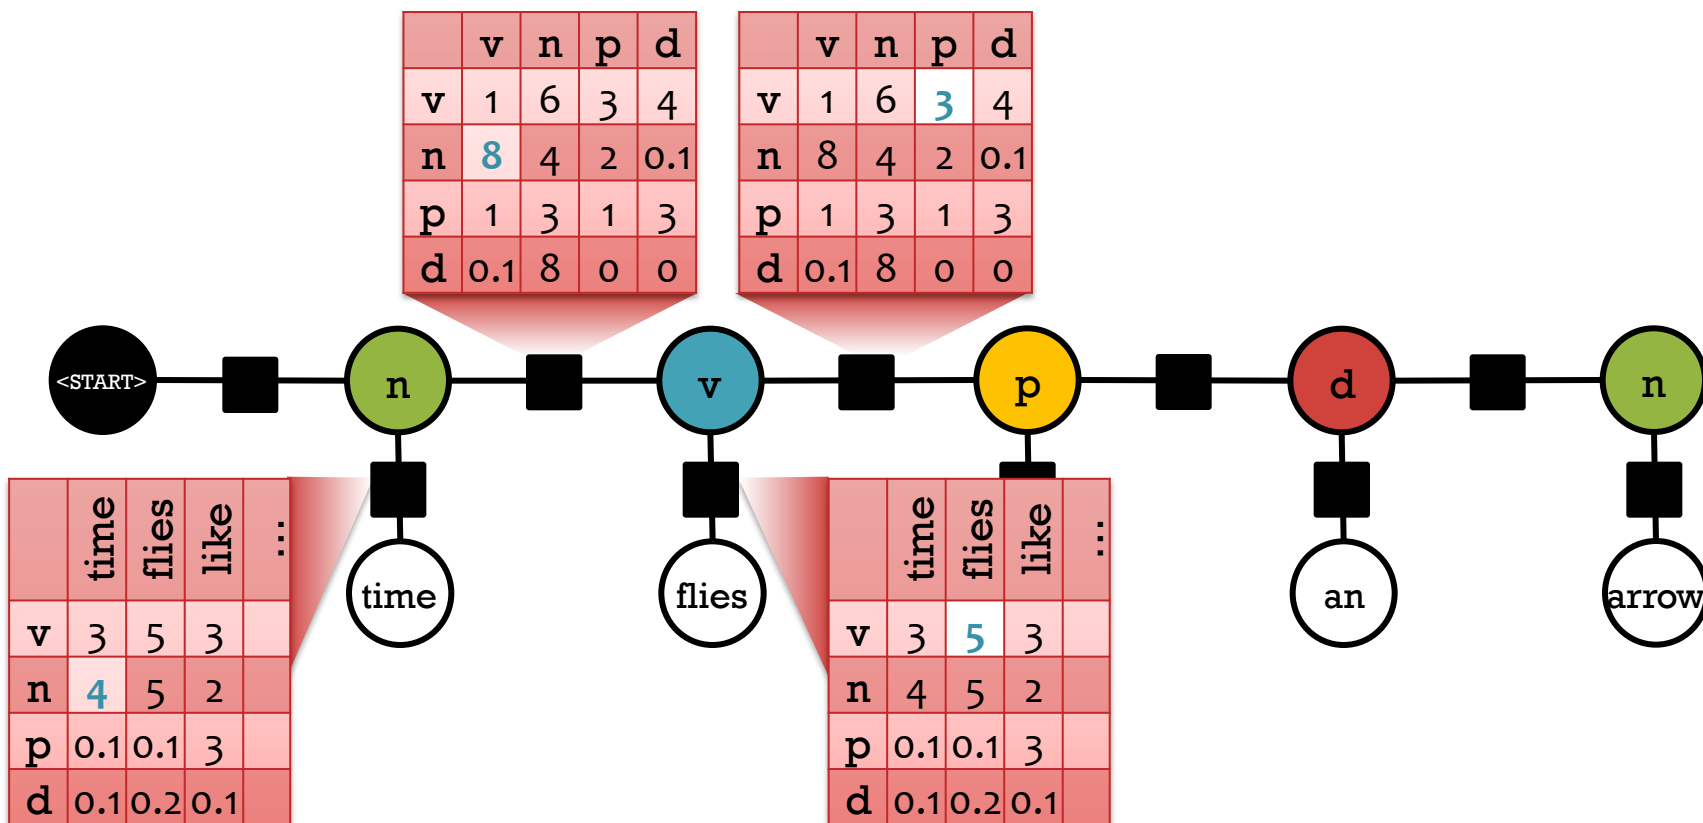 v n p d
v 1 6 3 4
n 8 4 2 0.1
p 1 3 1 3
d 0.1 8 0 0
v n p d
v 1 6 3 4
n 8 4 2 0.1
p 1 3 1 3
d 0.1 8 0 0
<START> n v p d n
time flies like ...
v 3 5 3
n 4 5 2
p 0.1 0.1 3
d 0.1 0.2 0.1
time
flies
time flies like ...
v 3 5 3
n 4 5 2
p 0.1 0.1 3
d 0.1 0.2 0.1
an
arrow